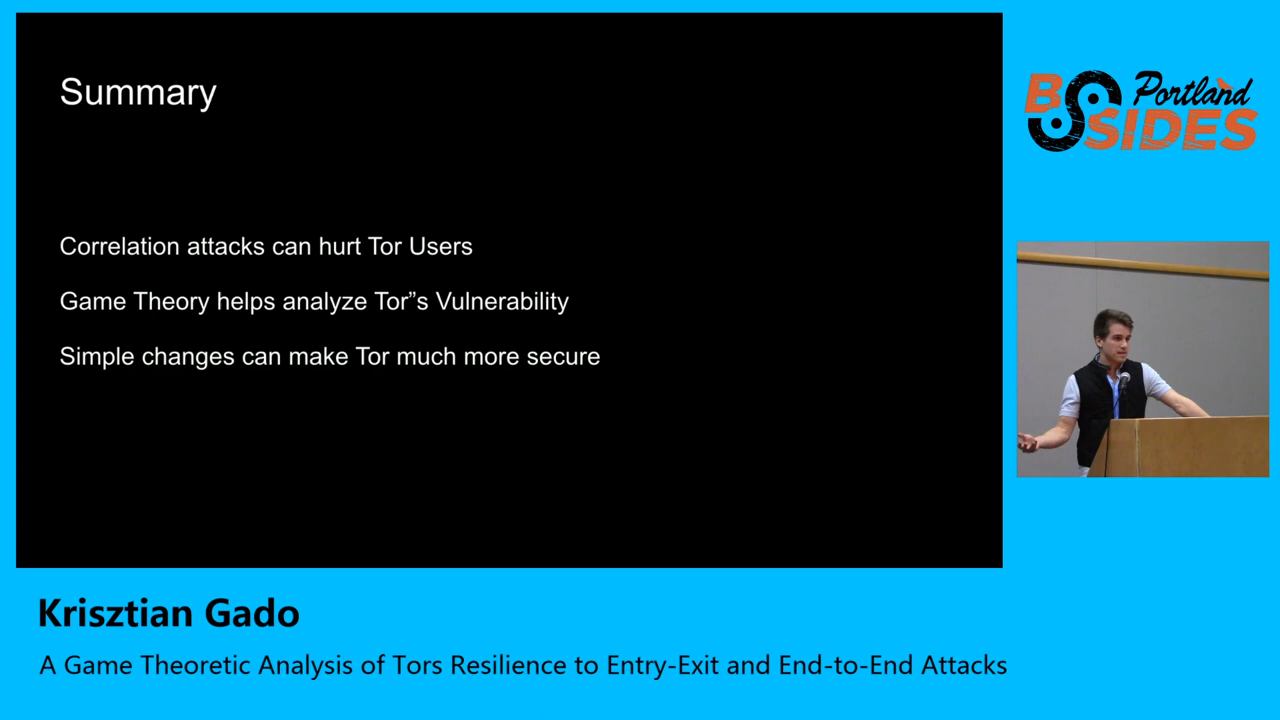 Summary
Correlation attacks can hurt Tor Users
Game Theory helps analyze Tor”s Vulnerability
Simple changes can make Tor much more secure
BSIDES Portland
Krisztian Gado
A Game Theoretic Analysis of Tors Resilience to Entry-Exit and End-to-End Attacks